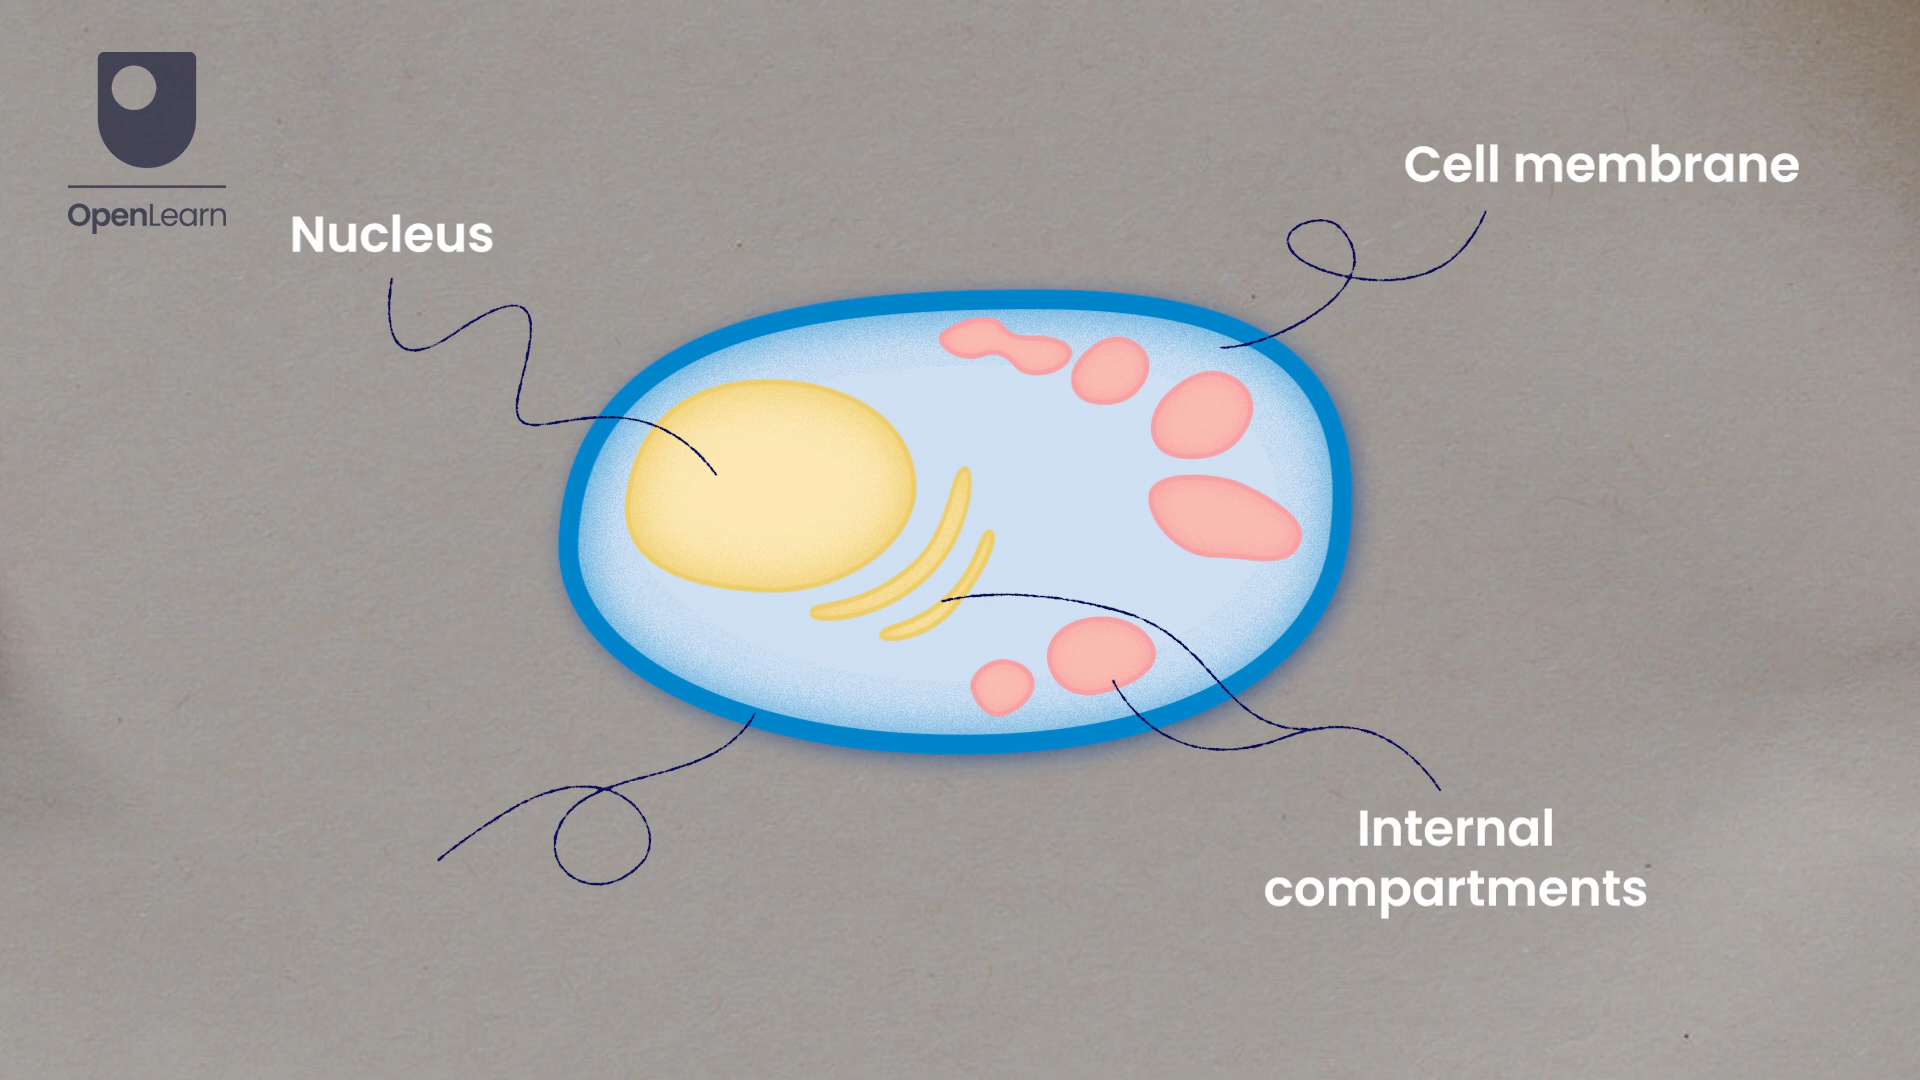 OpenLearn
Nucleus
Cell membrane
Internal
compartments